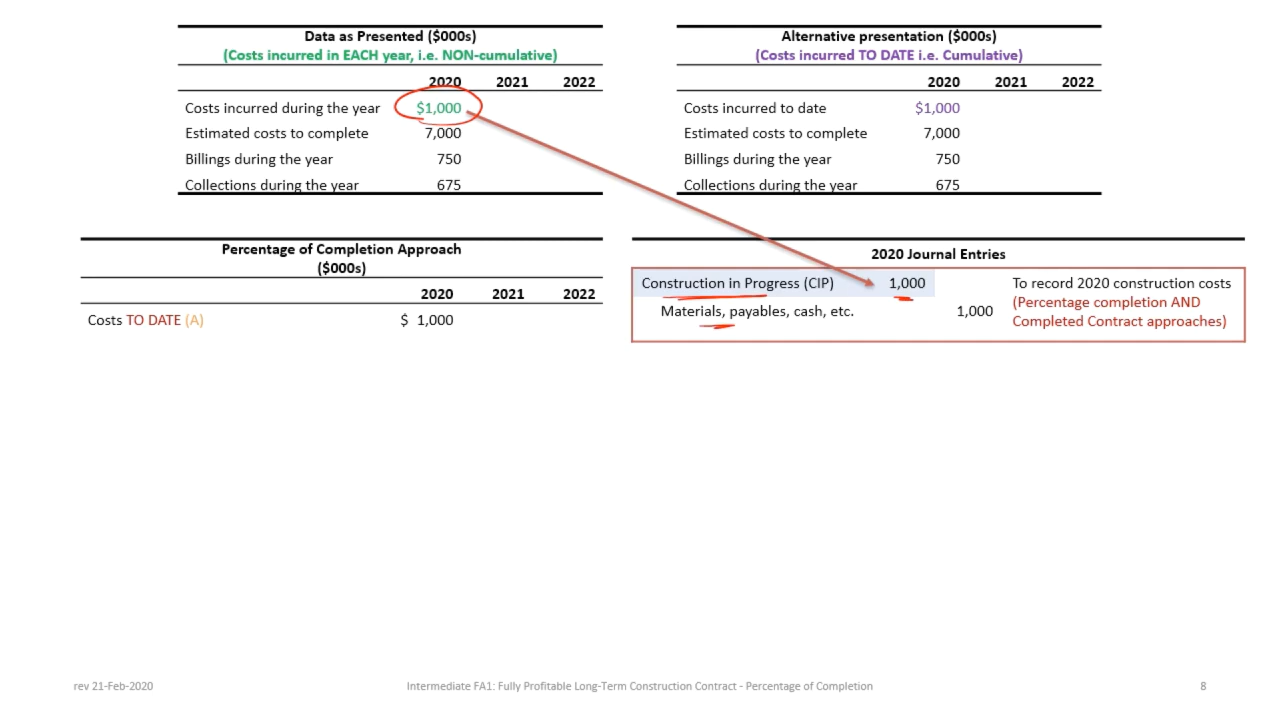 Data as Presented ($000s)
(Costs incurred in EACH year, i.e. NON-cumulative)
2020 2021 2022
Costs incurred during the year $1,000
Estimated costs to complete 7,000
Billings during the year 750
Collections during the year 675
Alternative presentation ($000s)
(Costs incurred TO DATE i.e. Cumulative)
2020 2021 2022
Costs incurred to date $1,000
Estimated costs to complete 7,000
Billings during the year 750
Collections during the year 675
Percentage of Completion Approach
($000s)
2020 2021 2022
Costs TO DATE (A) $ 1,000
2020 Journal Entries
Construction in Progress (CIP) 1,000 To record 2020 construction costs
(Percentage completion AND
Materials, payables, cash, etc. 1,000
Completed Contract approaches)
rev 21-Feb-2020 Intermediate FA1: Fully Profitable Long-Term Construction Contract - Percentage of Completion 8